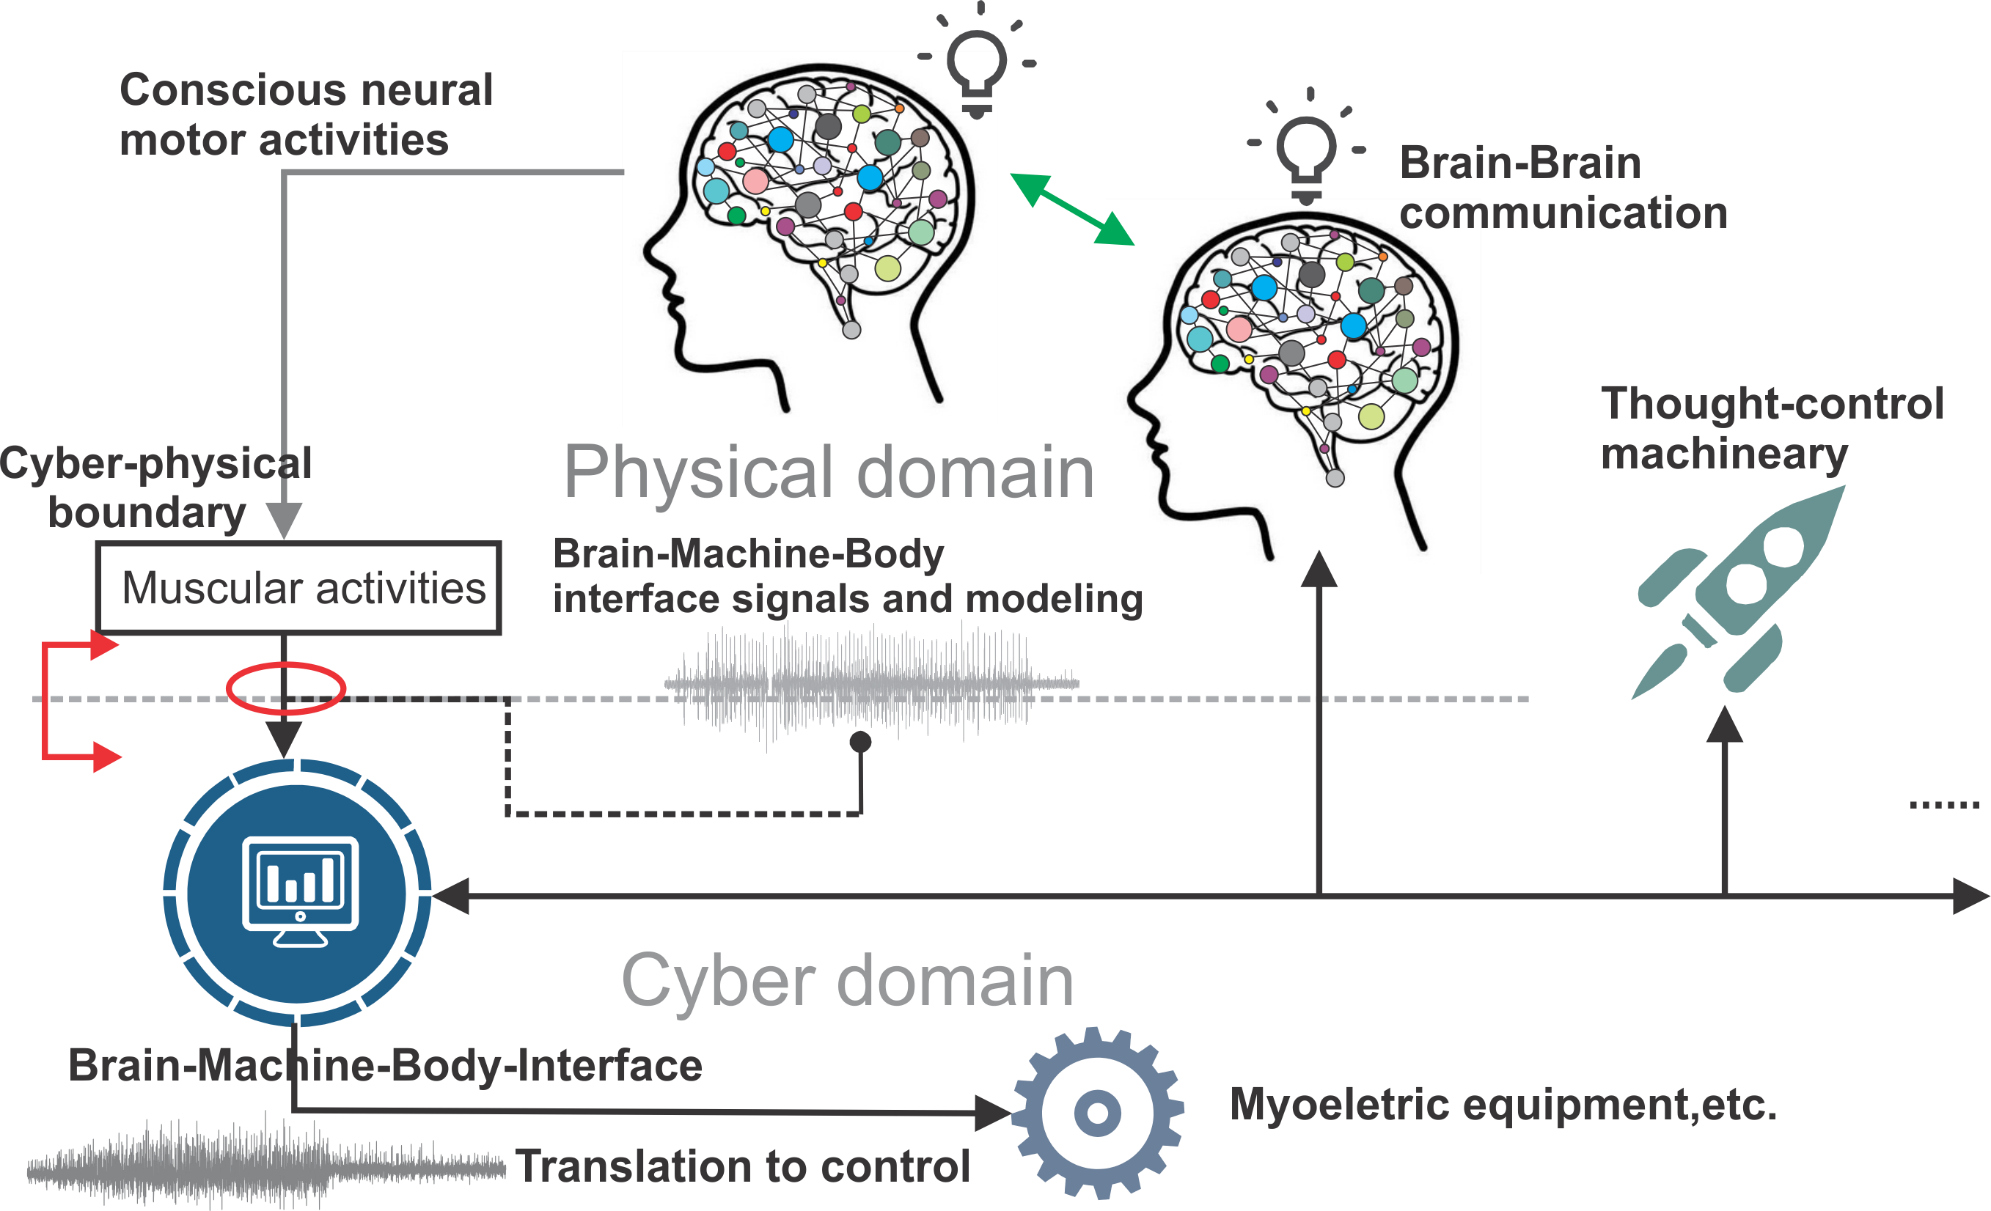 Conscious neural
motor activities
Brain-Brain
communication
Thought-control
machineary
Cyber-physical
boundary
Physical domain
Muscular activities
Brain-Machine-Body
interface signals and modeling
......
Cyber domain
Brain-Machine-Body-Interface
Myoeletric equipment,etc.
Translation to control